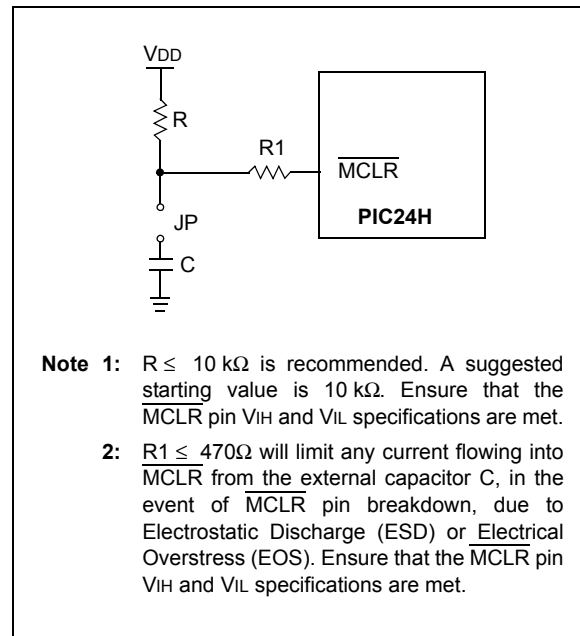 VDD
R
R1
MCLR
JP
PIC24H
C
Note 1: R ≤ 10 kΩ is recommended. A suggested
starting value is 10 kΩ. Ensure that the
MCLR pin VIH and VIL specifications are met.
2: R1 ≤ 470Ω will limit any current flowing into
MCLR from the external capacitor C, in the
event of MCLR pin breakdown, due to
Electrostatic Discharge (ESD) or Electrical
Overstress (EOS). Ensure that the MCLR pin
VIH and VIL specifications are met.